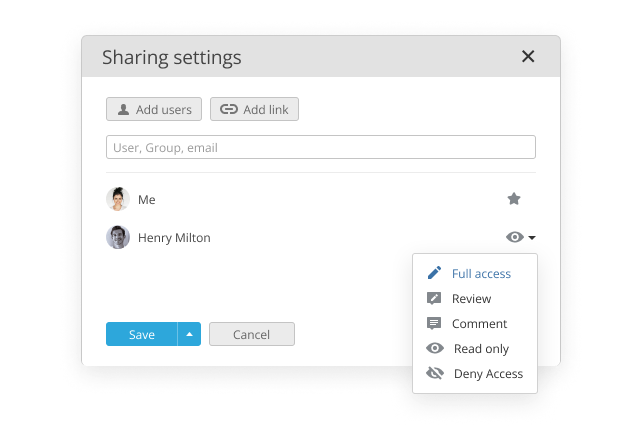 Sharing settings
Add users Add link
User, Group, email
Me
Henry Milton
Full access
Review
Comment
Read only
Deny Access
Save Cancel